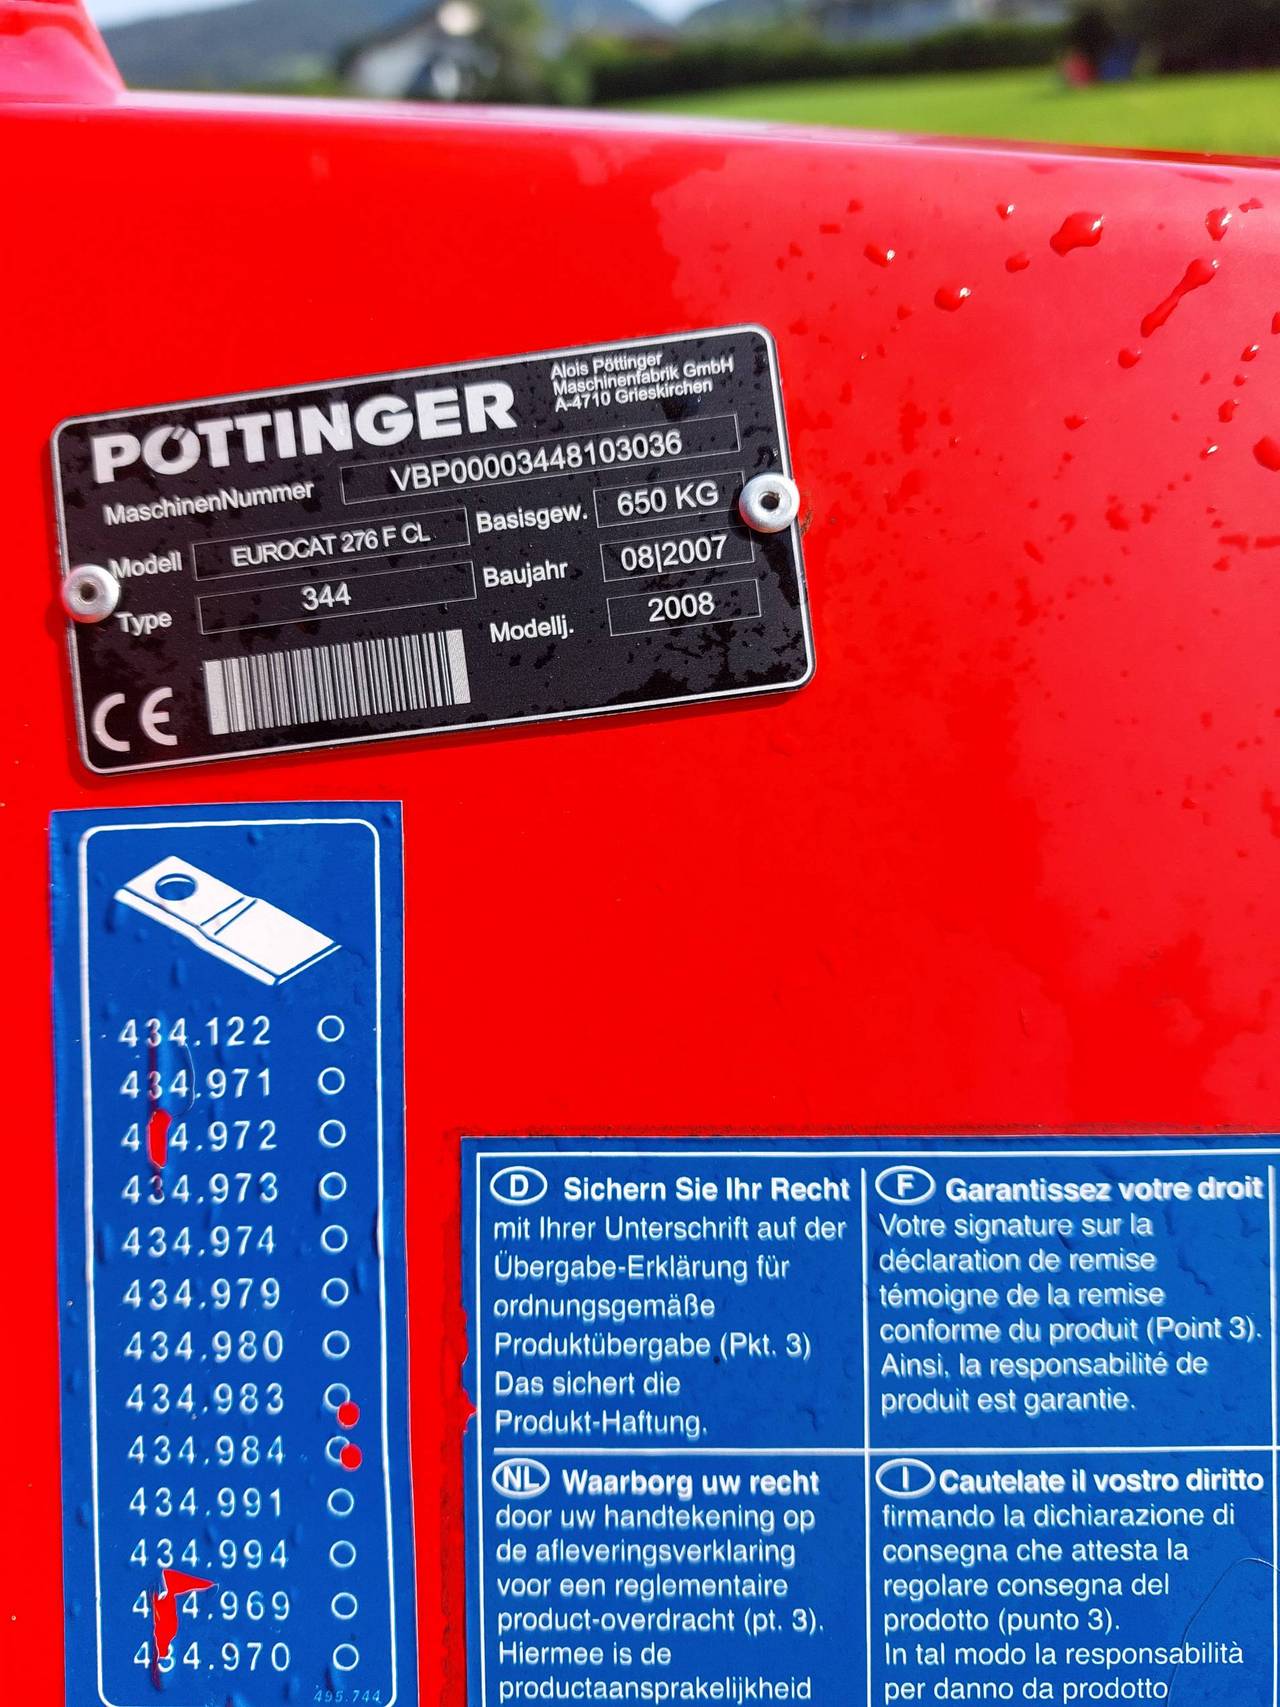 PÖTTINGER
Alois Pöttinger
Maschinenfabrik GmbH
A-4710 Grieskirchen
MaschinenNummer VBP00003448103036
Modell EUROCAT 276 F CL Basisgew. 650 KG
Type 344 Baujahr 08|2007
Modellj. 2008
CE
434.122
434.971
434.972
434.973
434.974
434.979
434.980
434.983
434.984
434.991
434.994
434.969
434.970
495.744
D Sichern Sie Ihr Recht
mit Ihrer Unterschrift auf der
Übergabe-Erklärung für
ordnungsgemäße
Produktübergabe (Pkt. 3)
Das sichert die
Produkt-Haftung.
F Garantissez votre droit
Votre signature sur la
déclaration de remise
témoigne de la remise
conforme du produit (Point 3).
Ainsi, la responsabilité de
produit est garantie.
NL Waarborg uw recht
door uw handtekening op
de afleveringsverklaring
voor een reglementaire
product-overdracht (pt. 3).
Hiermee is de
productaansprakelijkheid
I Cautelate il vostro diritto
firmando la dichiarazione di
consegna che attesta la
regolare consegna del
prodotto (punto 3).
In tal modo la responsabilità
per danno da prodotto